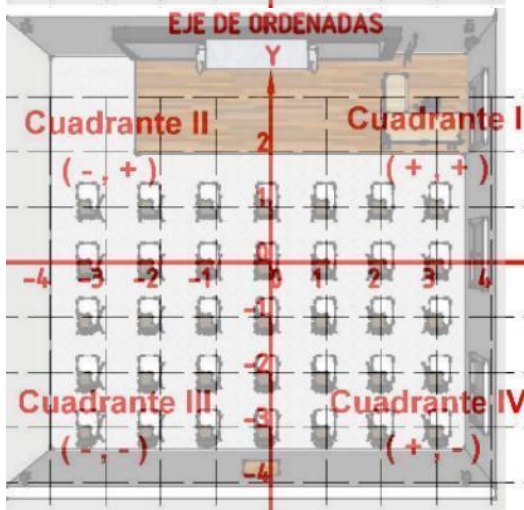 EJE DE ORDENADAS
Y
Cuadrante II
Cuadrante I
2
(-,+)
(+,+)
1
0
-4 -3 -2 -1 0 1 2 3 4
-1
-2
Cuadrante III
Cuadrante IV
-3
(-,-)
(+,-)
-4